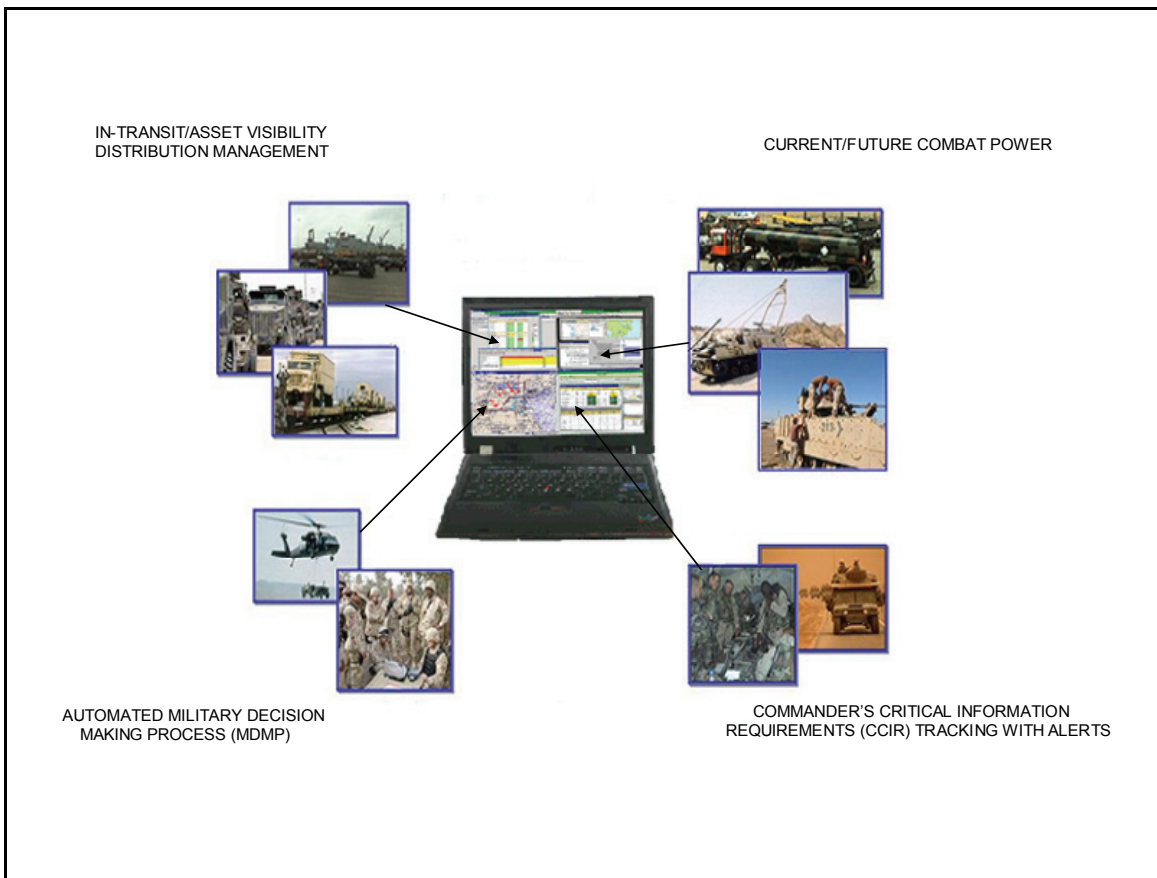 IN-TRANSIT/ASSET VISIBILITY
DISTRIBUTION MANAGEMENT
CURRENT/FUTURE COMBAT POWER
AUTOMATED MILITARY DECISION
MAKING PROCESS (MDMP)
COMMANDER’S CRITICAL INFORMATION
REQUIREMENTS (CCIR) TRACKING WITH ALERTS